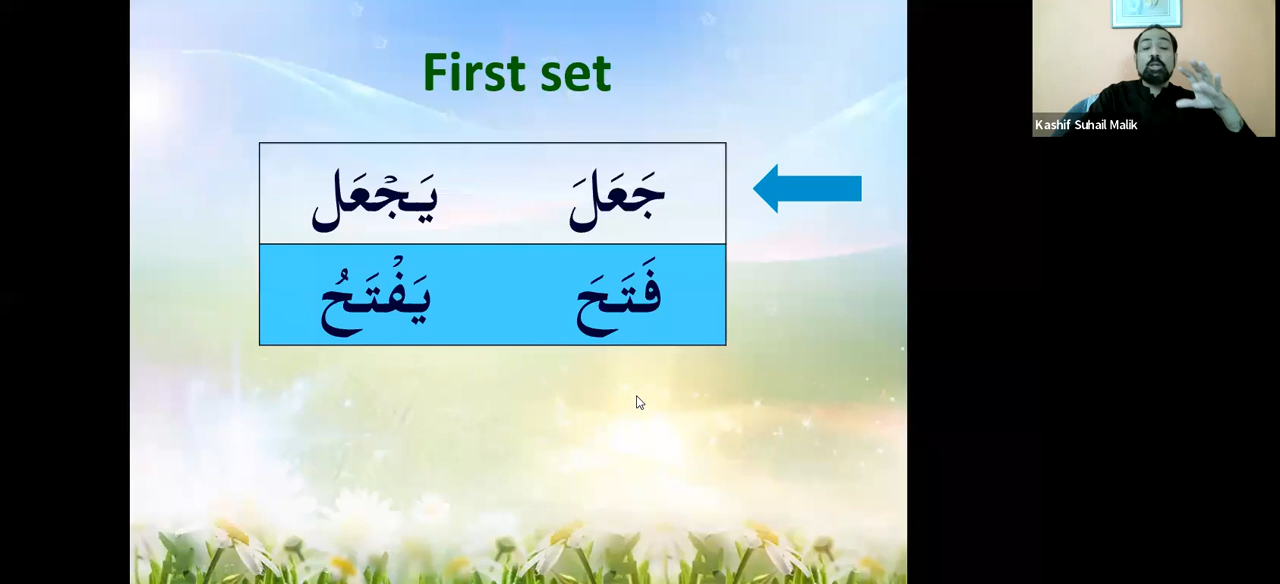 First set
جَعَلَ يَجْعَل
فَتَحَ يَفْتَحُ
Kashif Suhail Malik